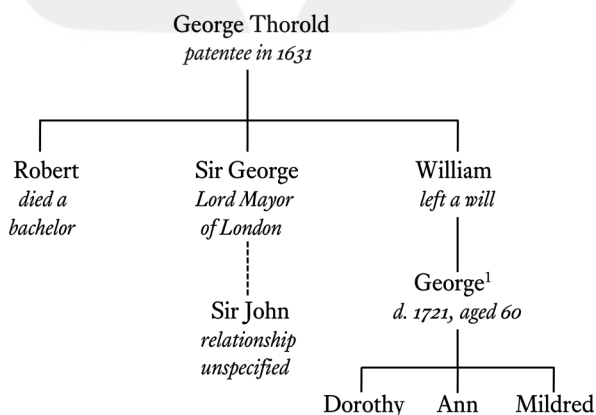 George Thorold
patentee in 1631
Robert
died a
bachelor
Sir George
Lord Mayor
of London
William
left a will
George¹
d. 1721, aged 60
Sir John
relationship
unspecified
Dorothy
Ann
Mildred